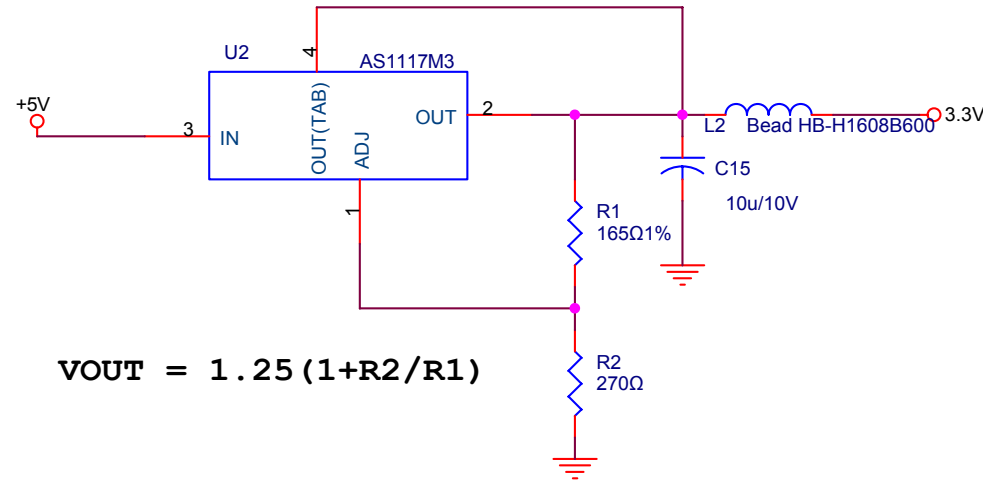 U2
AS1117M3
+5V
3
IN
4
OUT(TAB)
ADJ
1
OUT
2
L2
Bead HB-H1608B600
3.3V
C15
10u/10V
R1
165Ω1%
R2
270Ω
VOUT = 1.25(1+R2/R1)